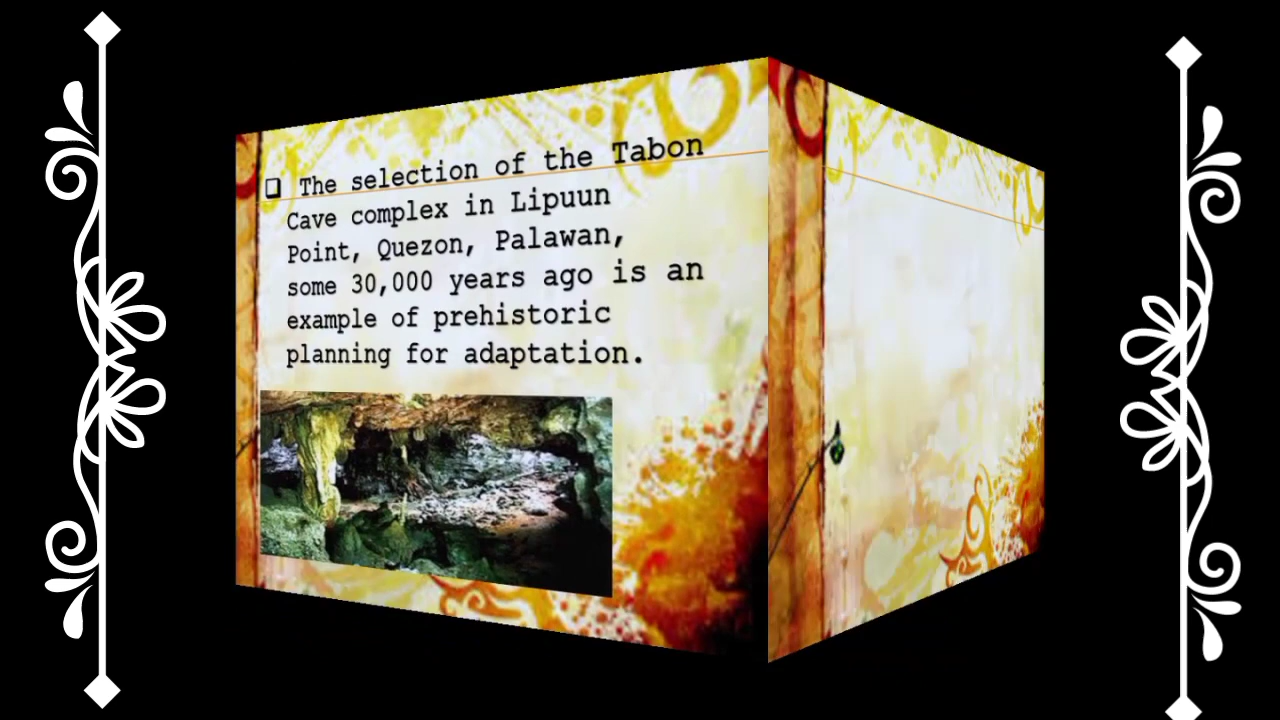 ❑ The selection of the Tabon
Cave complex in Lipuun
Point, Quezon, Palawan,
some 30,000 years ago is an
example of prehistoric
planning for adaptation.